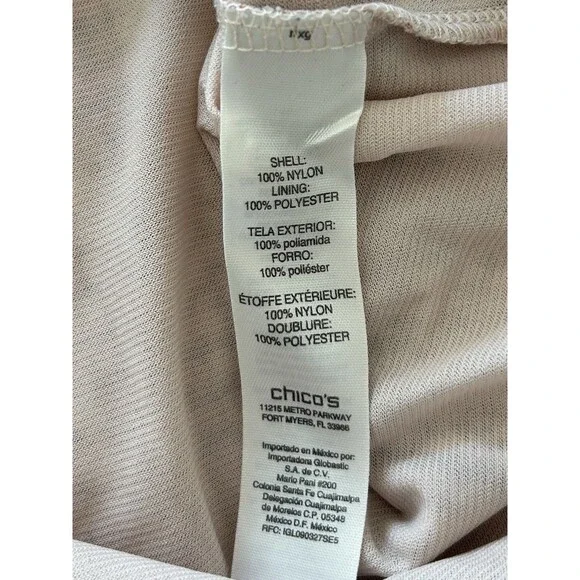 SHELL:
100% NYLON
LINING:
100% POLYESTER
TELA EXTERIOR:
100% poliamida
FORRO:
100% poliéster
ÉTOFFE EXTÉRIEURE:
100% NYLON
DOUBLURE:
100% POLYESTER
chico's
11215 METRO PARKWAY
FORT MYERS, FL 33966
Importado en México por:
Importadora Globastic
S.A. de C.V.
Mario Pani #200
Colonia Santa Fe Cuajimalpa
Delegación Cuajimalpa
de Morelos C.P. 05348
México D.F. México
RFC: IGL090327SE5